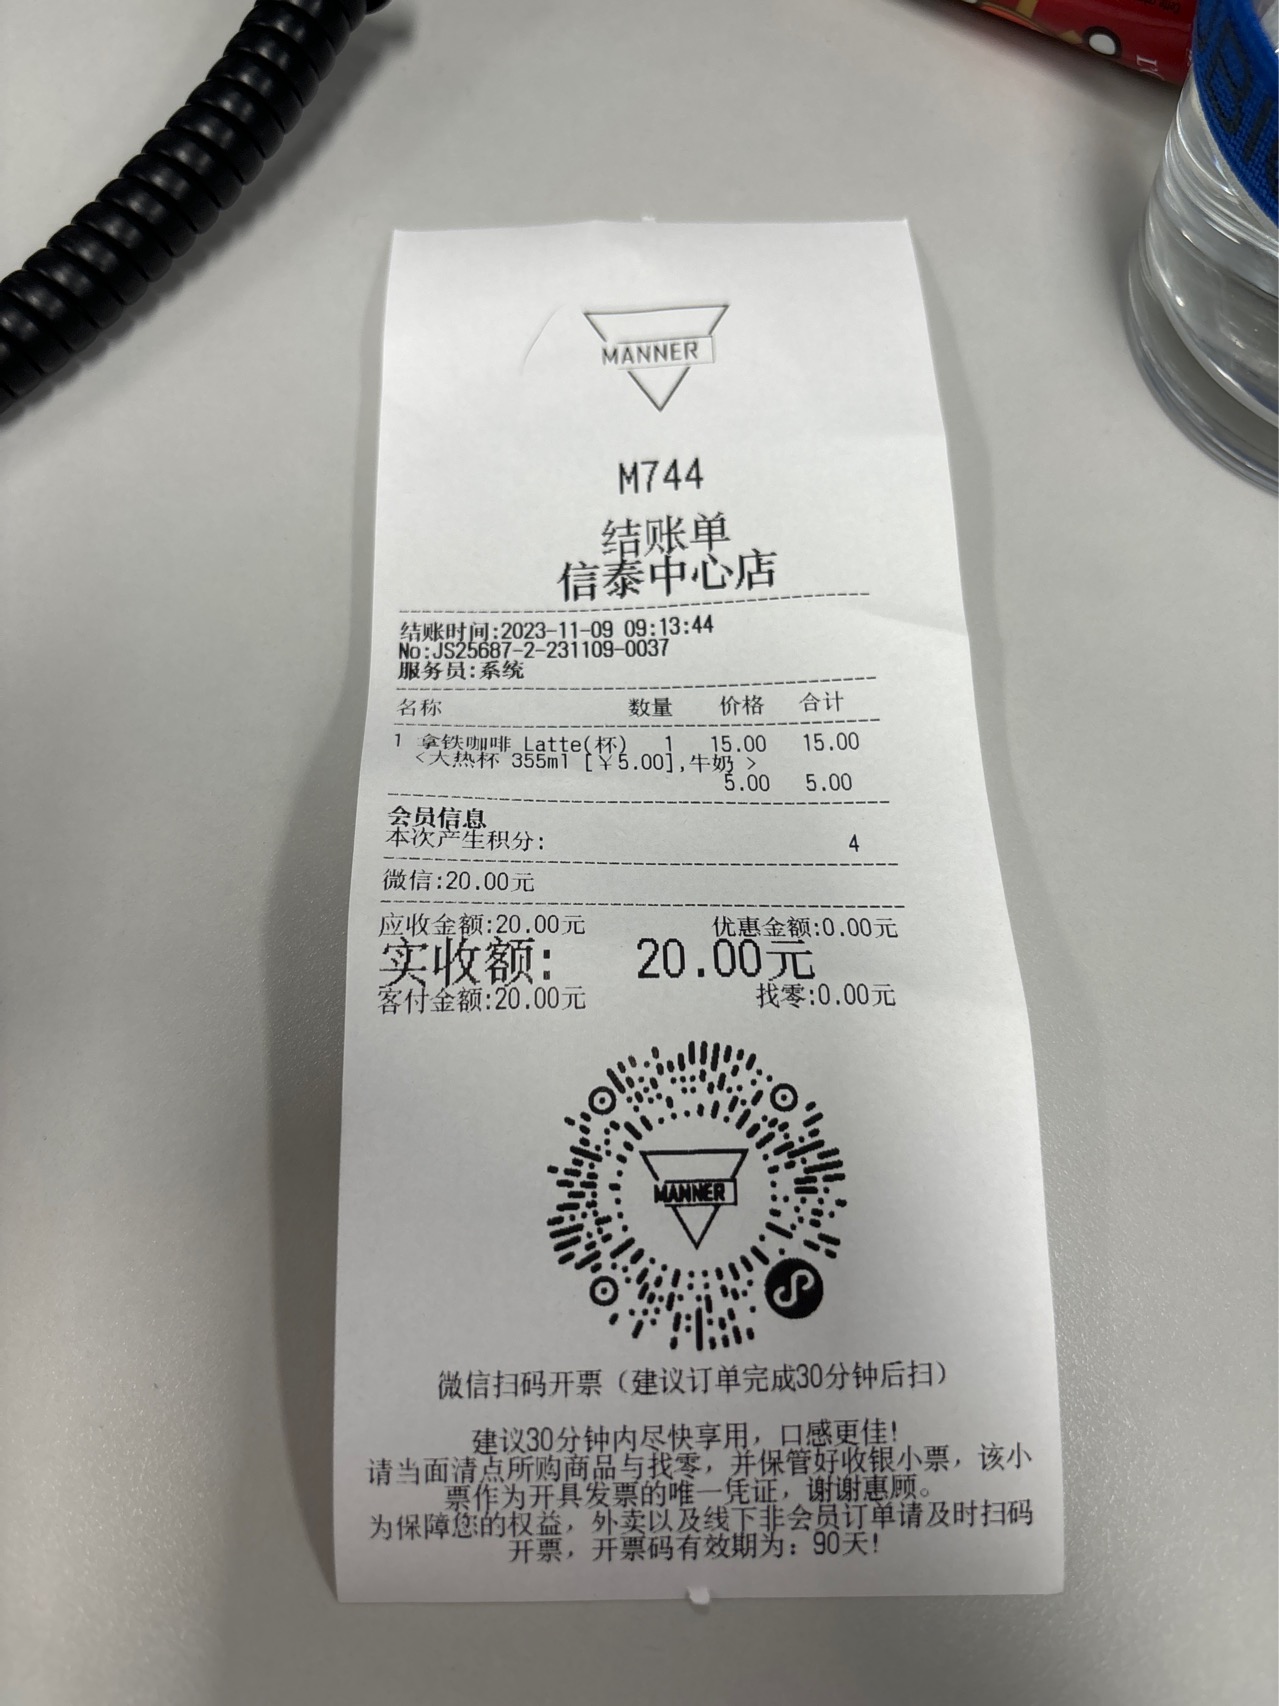 MANNER
M744
结账单
信泰中心店
结账时间:2023-11-09 09:13:44
No:JS25687-2-231109-0037
服务员:系统
名称 数量 价格 合计
1 拿铁咖啡 Latte(杯) 1 15.00 15.00
<大热杯 355ml [￥5.00],牛奶 >
5.00 5.00
会员信息
本次产生积分: 4
微信:20.00元
应收金额:20.00元 优惠金额:0.00元
实收额: 20.00元
客付金额:20.00元 找零:0.00元
MANNER
微信扫码开票（建议订单完成30分钟后扫）
建议30分钟内尽快享用，口感更佳！
请当面清点所购商品与找零，并保管好收银小票，该小
票作为开具发票的唯一凭证，谢谢惠顾。
为保障您的权益，外卖以及线下非会员订单请及时扫码
开票，开票码有效期为：90天！